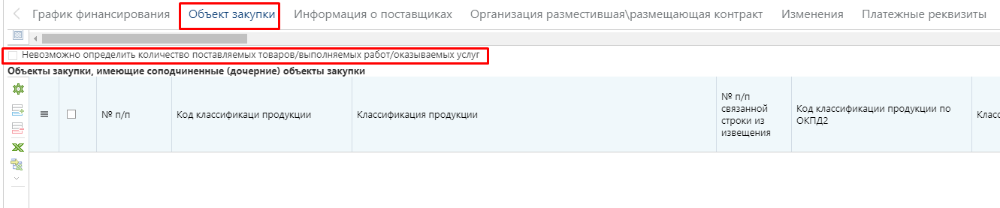 График финансирования Объект закупки Информация о поставщиках Организация разместившая\размещающая контракт Изменения Платежные реквизиты
Невозможно определить количество поставляемых товаров/выполняемых работ/оказываемых услуг
Объекты закупки, имеющие соподчиненные (дочерние) объекты закупки
№ п/п
Код классификаци продукции
Классификация продукции
№ п/п
связанной
строки из
извещения
Код классификации продукции по
ОКПД2
Класс